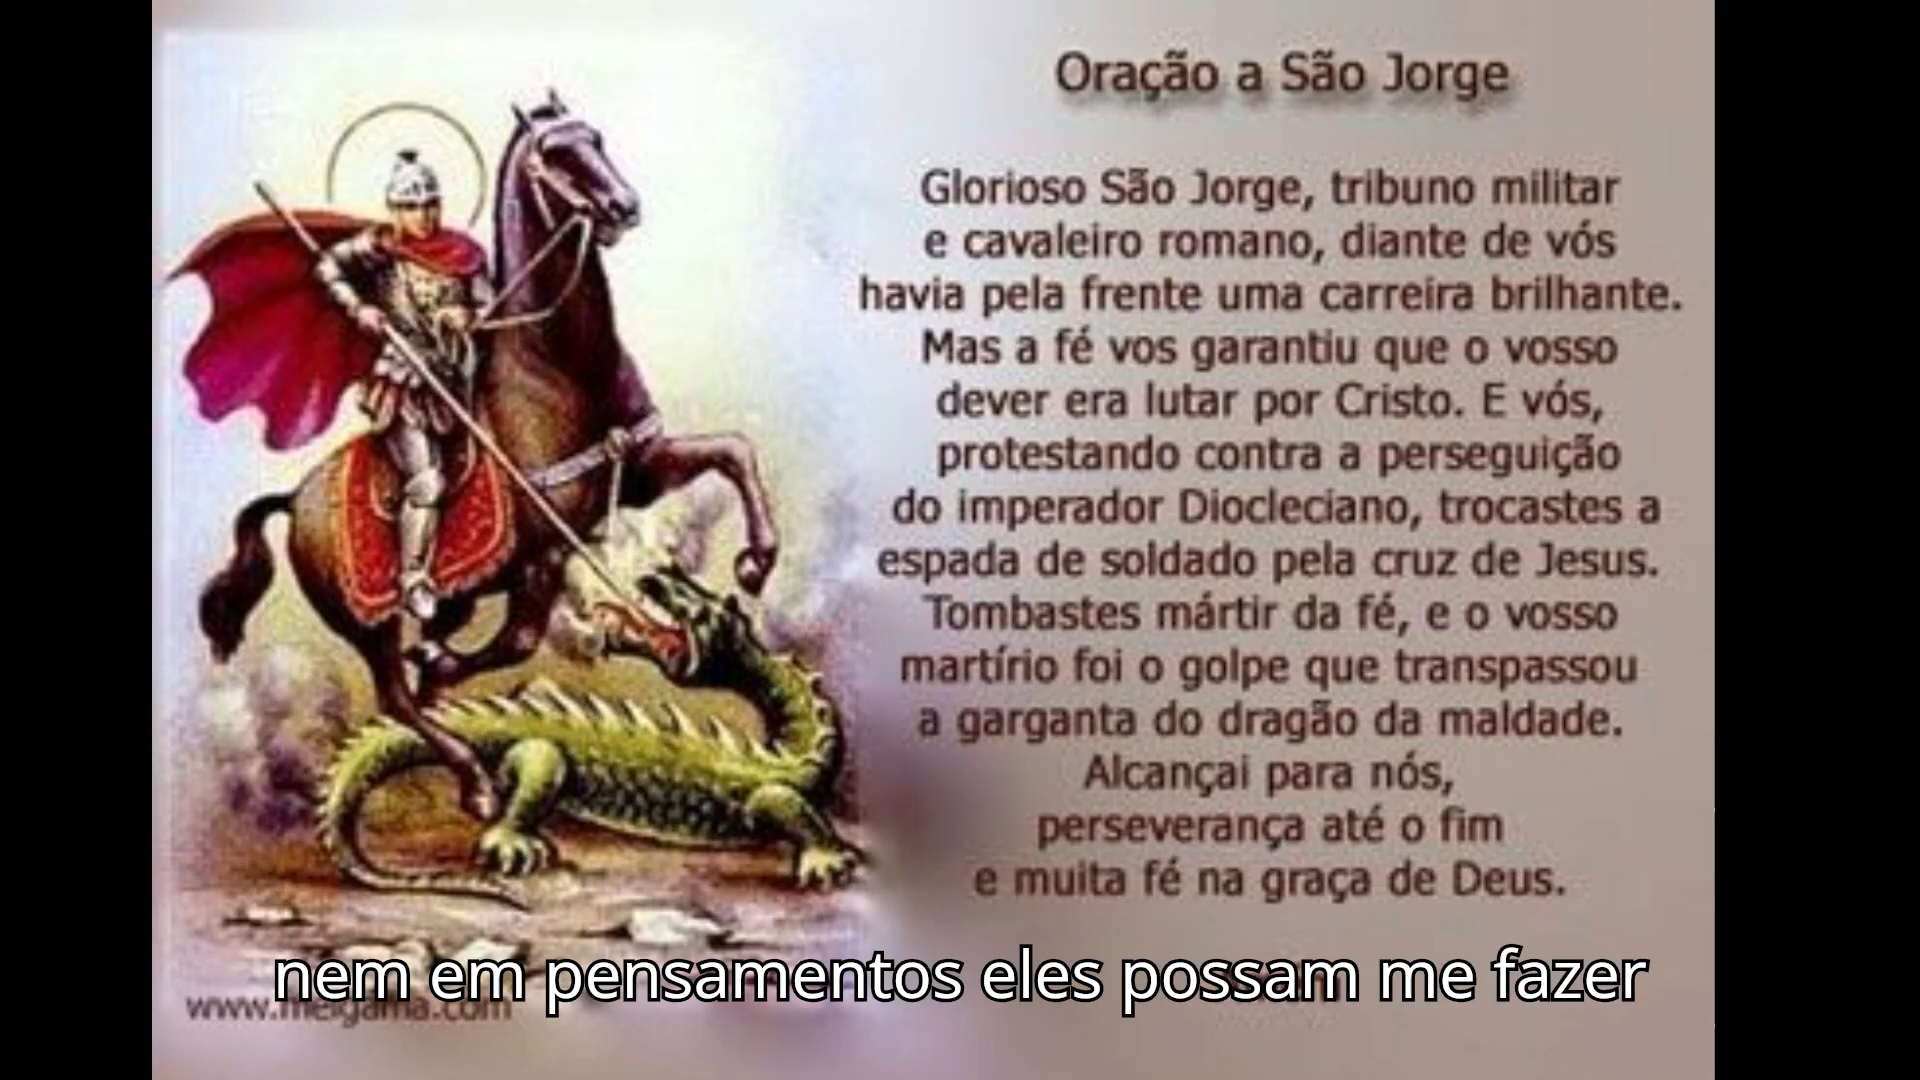 Oração a São Jorge
Glorioso São Jorge, tribuno militar
e cavaleiro romano, diante de vós
havia pela frente uma carreira brilhante.
Mas a fé vos garantiu que o vosso
dever era lutar por Cristo. E vós,
protestando contra a perseguição
do imperador Diocleciano, trocastes a
espada de soldado pela cruz de Jesus.
Tombastes mártir da fé, e o vosso
martírio foi o golpe que transpassou
a garganta do dragão da maldade.
Alcançai para nós,
perseverança até o fim
e muita fé na graça de Deus.
nem em pensamentos eles possam me fazer
www.meigama.com